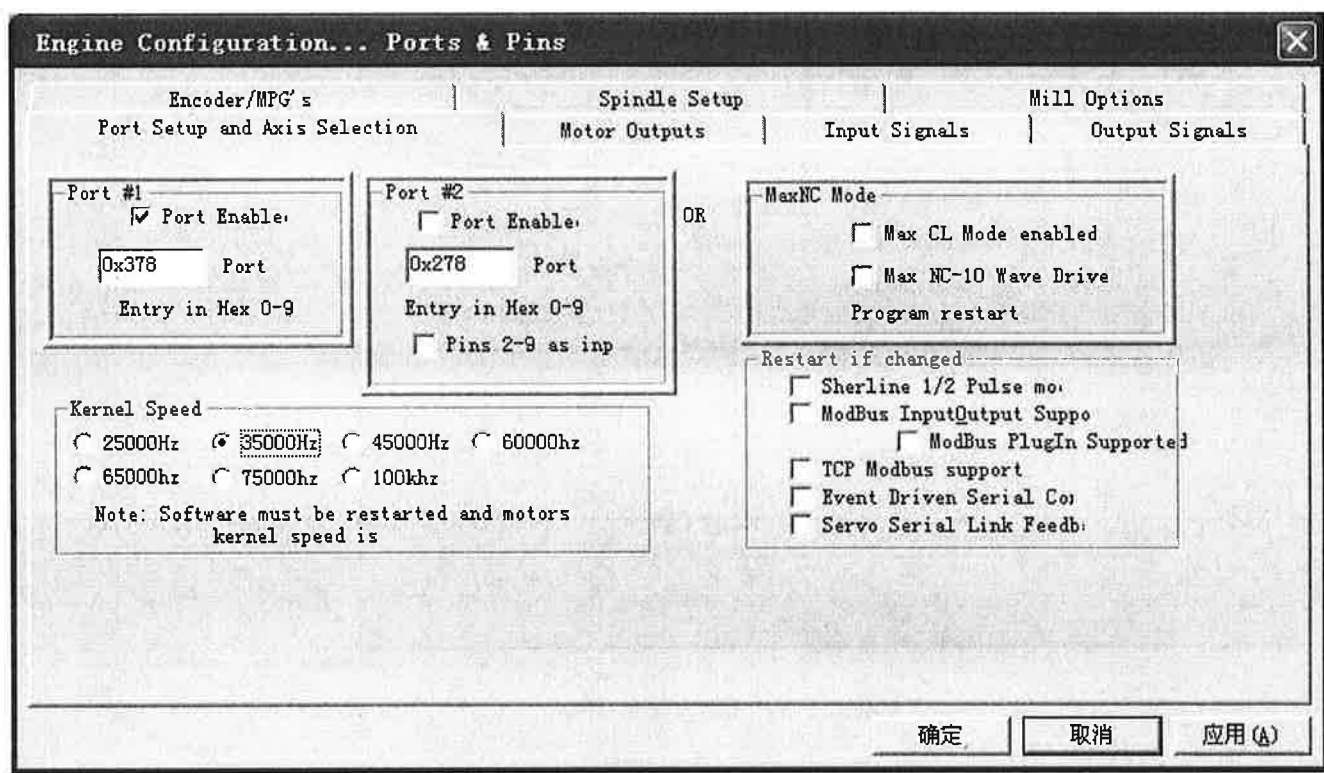 Engine Configuration... Ports & Pins
Encoder/MPG's
Spindle Setup
Mill Options
Port Setup and Axis Selection
Motor Outputs
Input Signals
Output Signals
Port #1
Port Enable
0x378
Port
Entry in Hex 0-9
Port #2
Port Enable
0x278
Port
Entry in Hex 0-9
Pins 2-9 as inp
OR
MaxNC Mode
Max CL Mode enabled
Max NC-10 Wave Drive
Program restart
Restart if changed
Sherline 1/2 Pulse mo
ModBus InputOutput Suppo
ModBus PlugIn Supported
TCP Modbus support
Event Driven Serial Co
Servo Serial Link Feedb
Kernel Speed
25000Hz
35000Hz
45000Hz
60000hz
65000hz
75000hz
100khz
Note: Software must be restarted and motors
kernel speed is
确定
取消
应用(A)